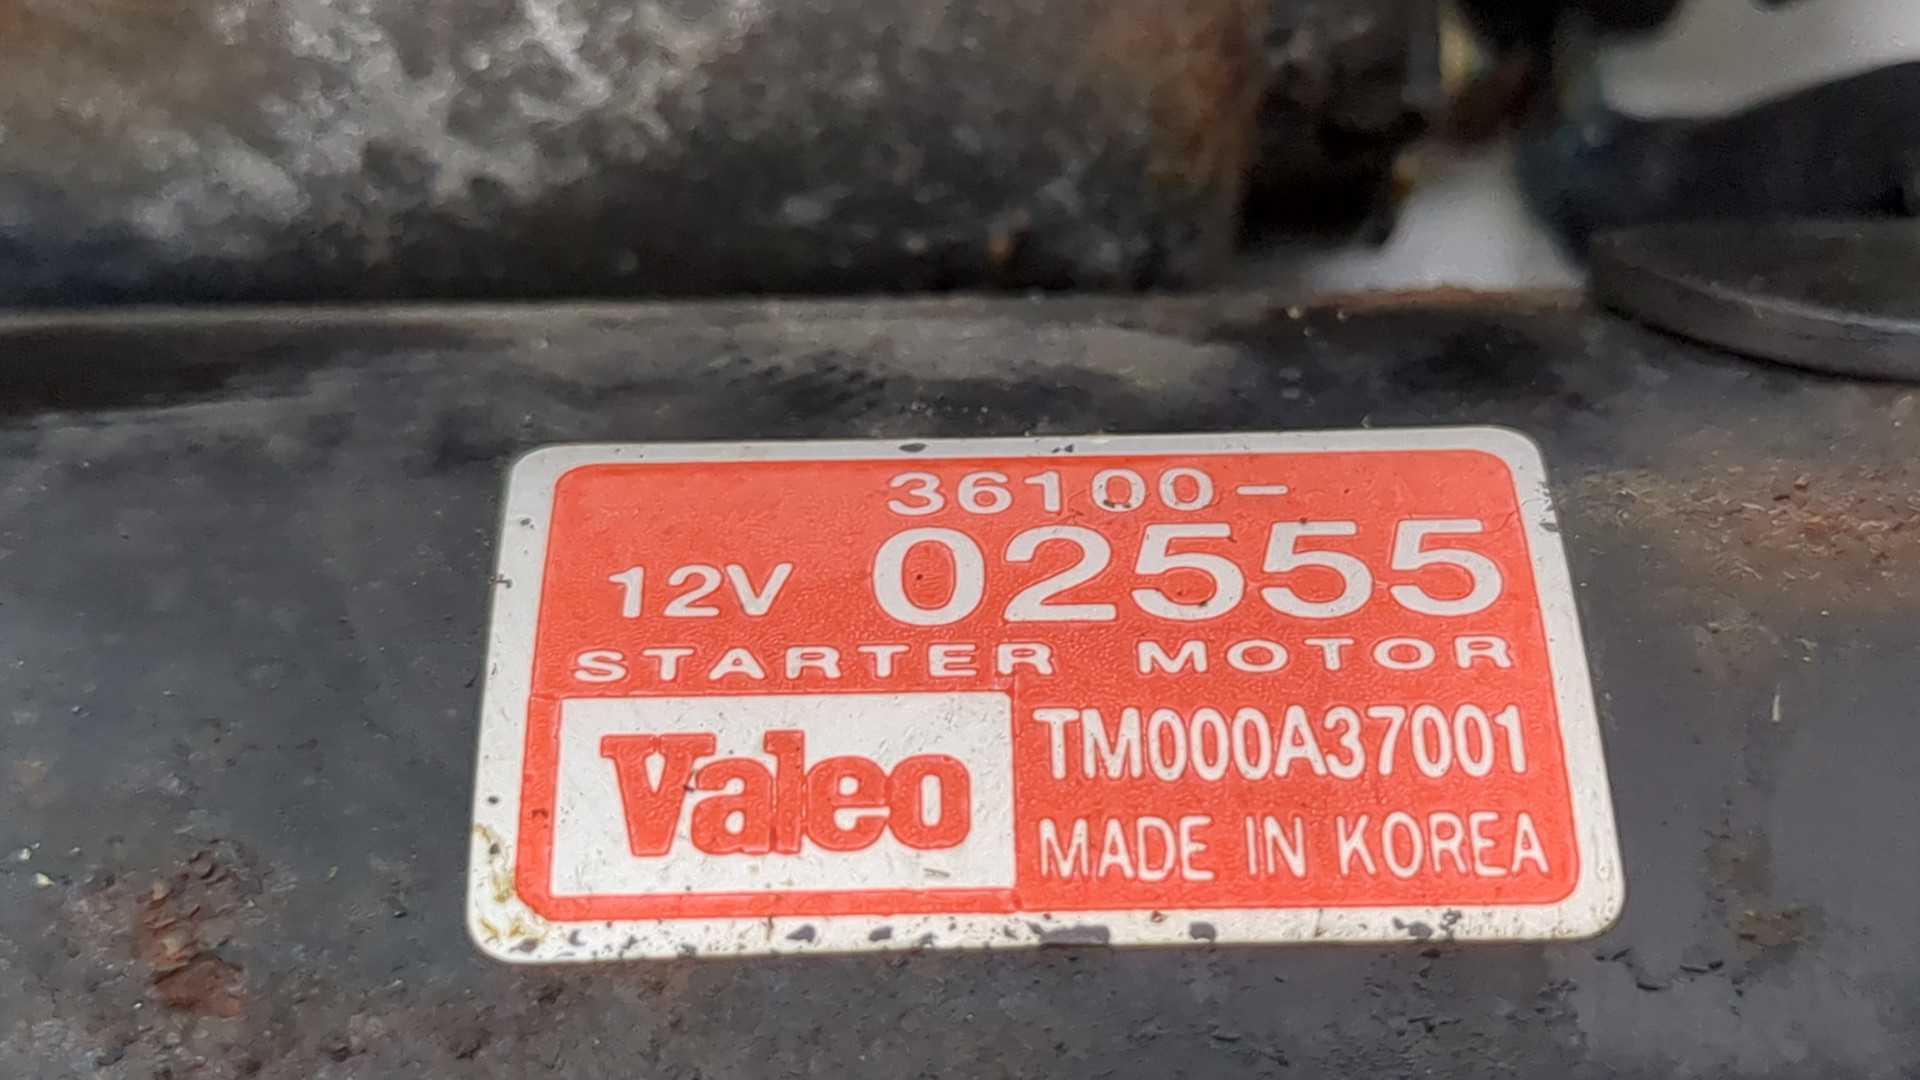 36100-
12V 02555
STARTER MOTOR
Valeo TM000A37001
MADE IN KOREA